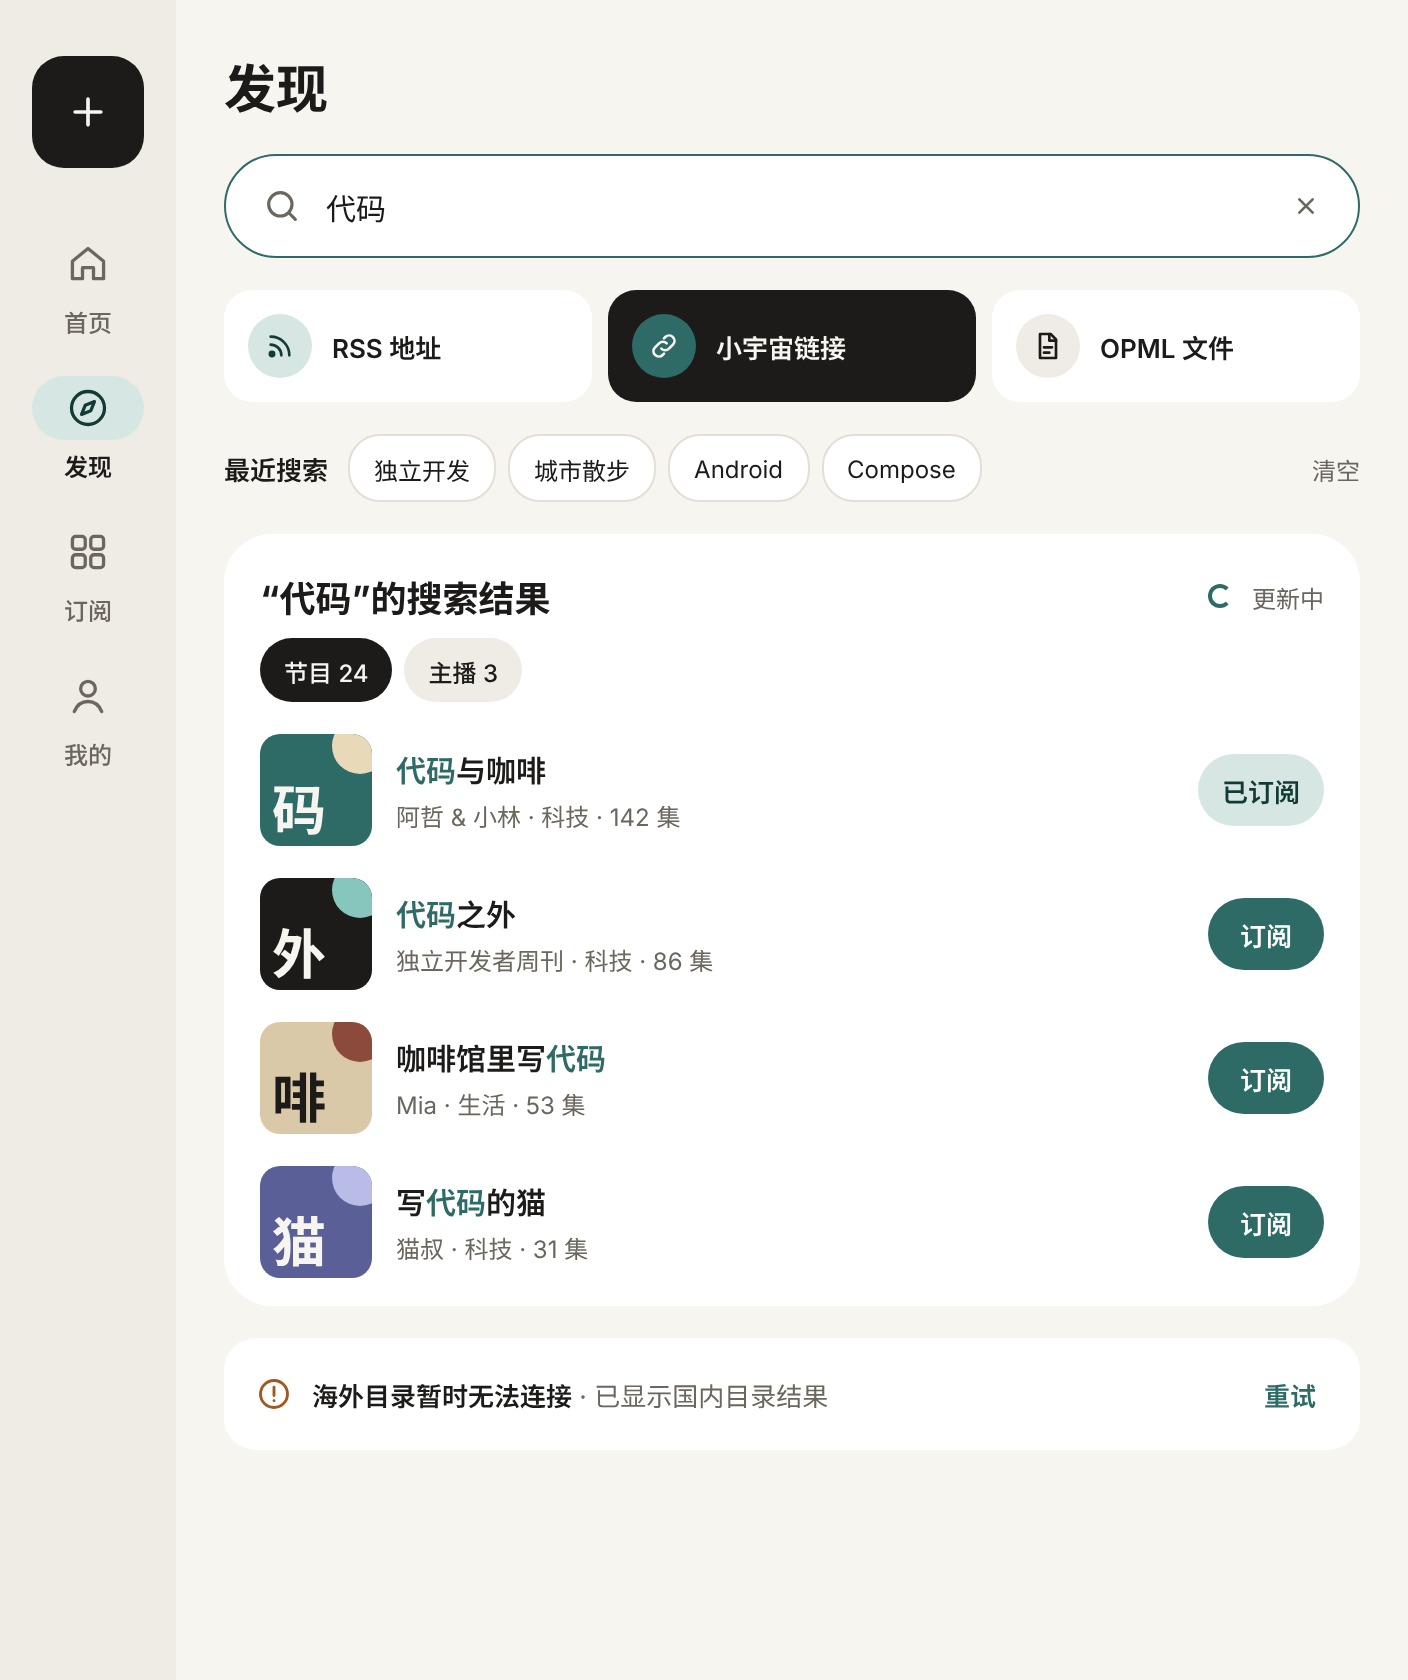 首页
发现
订阅
我的
发现
代码
RSS 地址
小宇宙链接
OPML 文件
最近搜索
独立开发
城市散步
Android
Compose
清空
“代码”的搜索结果
更新中
节目 24
主播 3
码
代码与咖啡
阿哲 & 小林 · 科技 · 142 集
已订阅
外
代码之外
独立开发者周刊 · 科技 · 86 集
订阅
啡
咖啡馆里写代码
Mia · 生活 · 53 集
订阅
猫
写代码的猫
猫叔 · 科技 · 31 集
订阅
海外目录暂时无法连接 · 已显示国内目录结果
重试